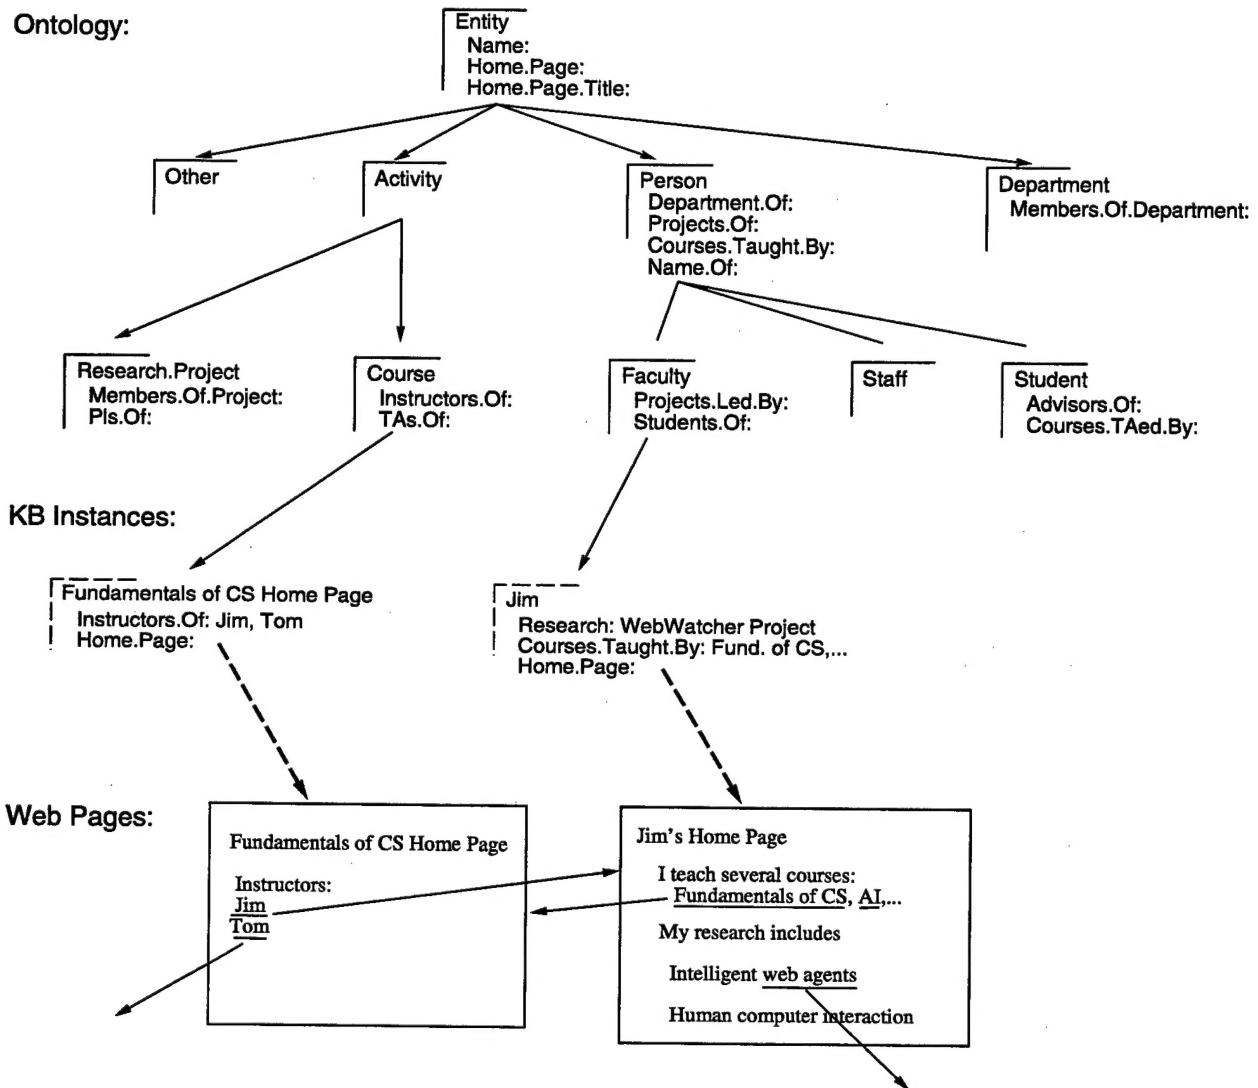 Ontology:
Entity
Name:
Home.Page:
Home.Page.Title:
Other
Activity
Person
Department.Of:
Projects.Of:
Courses.Taught.By:
Name.Of:
Department
Members.Of.Department:
Research.Project
Members.Of.Project:
PIs.Of:
Course
Instructors.Of:
TAs.Of:
Faculty
Projects.Led.By:
Students.Of:
Staff
Student
Advisors.Of:
Courses.TAed.By:
KB Instances:
Fundamentals of CS Home Page
Instructors.Of: Jim, Tom
Home.Page:
Jim
Research: WebWatcher Project
Courses.Taught.By: Fund. of CS,...
Home.Page:
Web Pages:
Fundamentals of CS Home Page
Instructors:
Jim
Tom
Jim's Home Page
I teach several courses:
Fundamentals of CS, AI,...
My research includes
Intelligent web agents
Human computer interaction